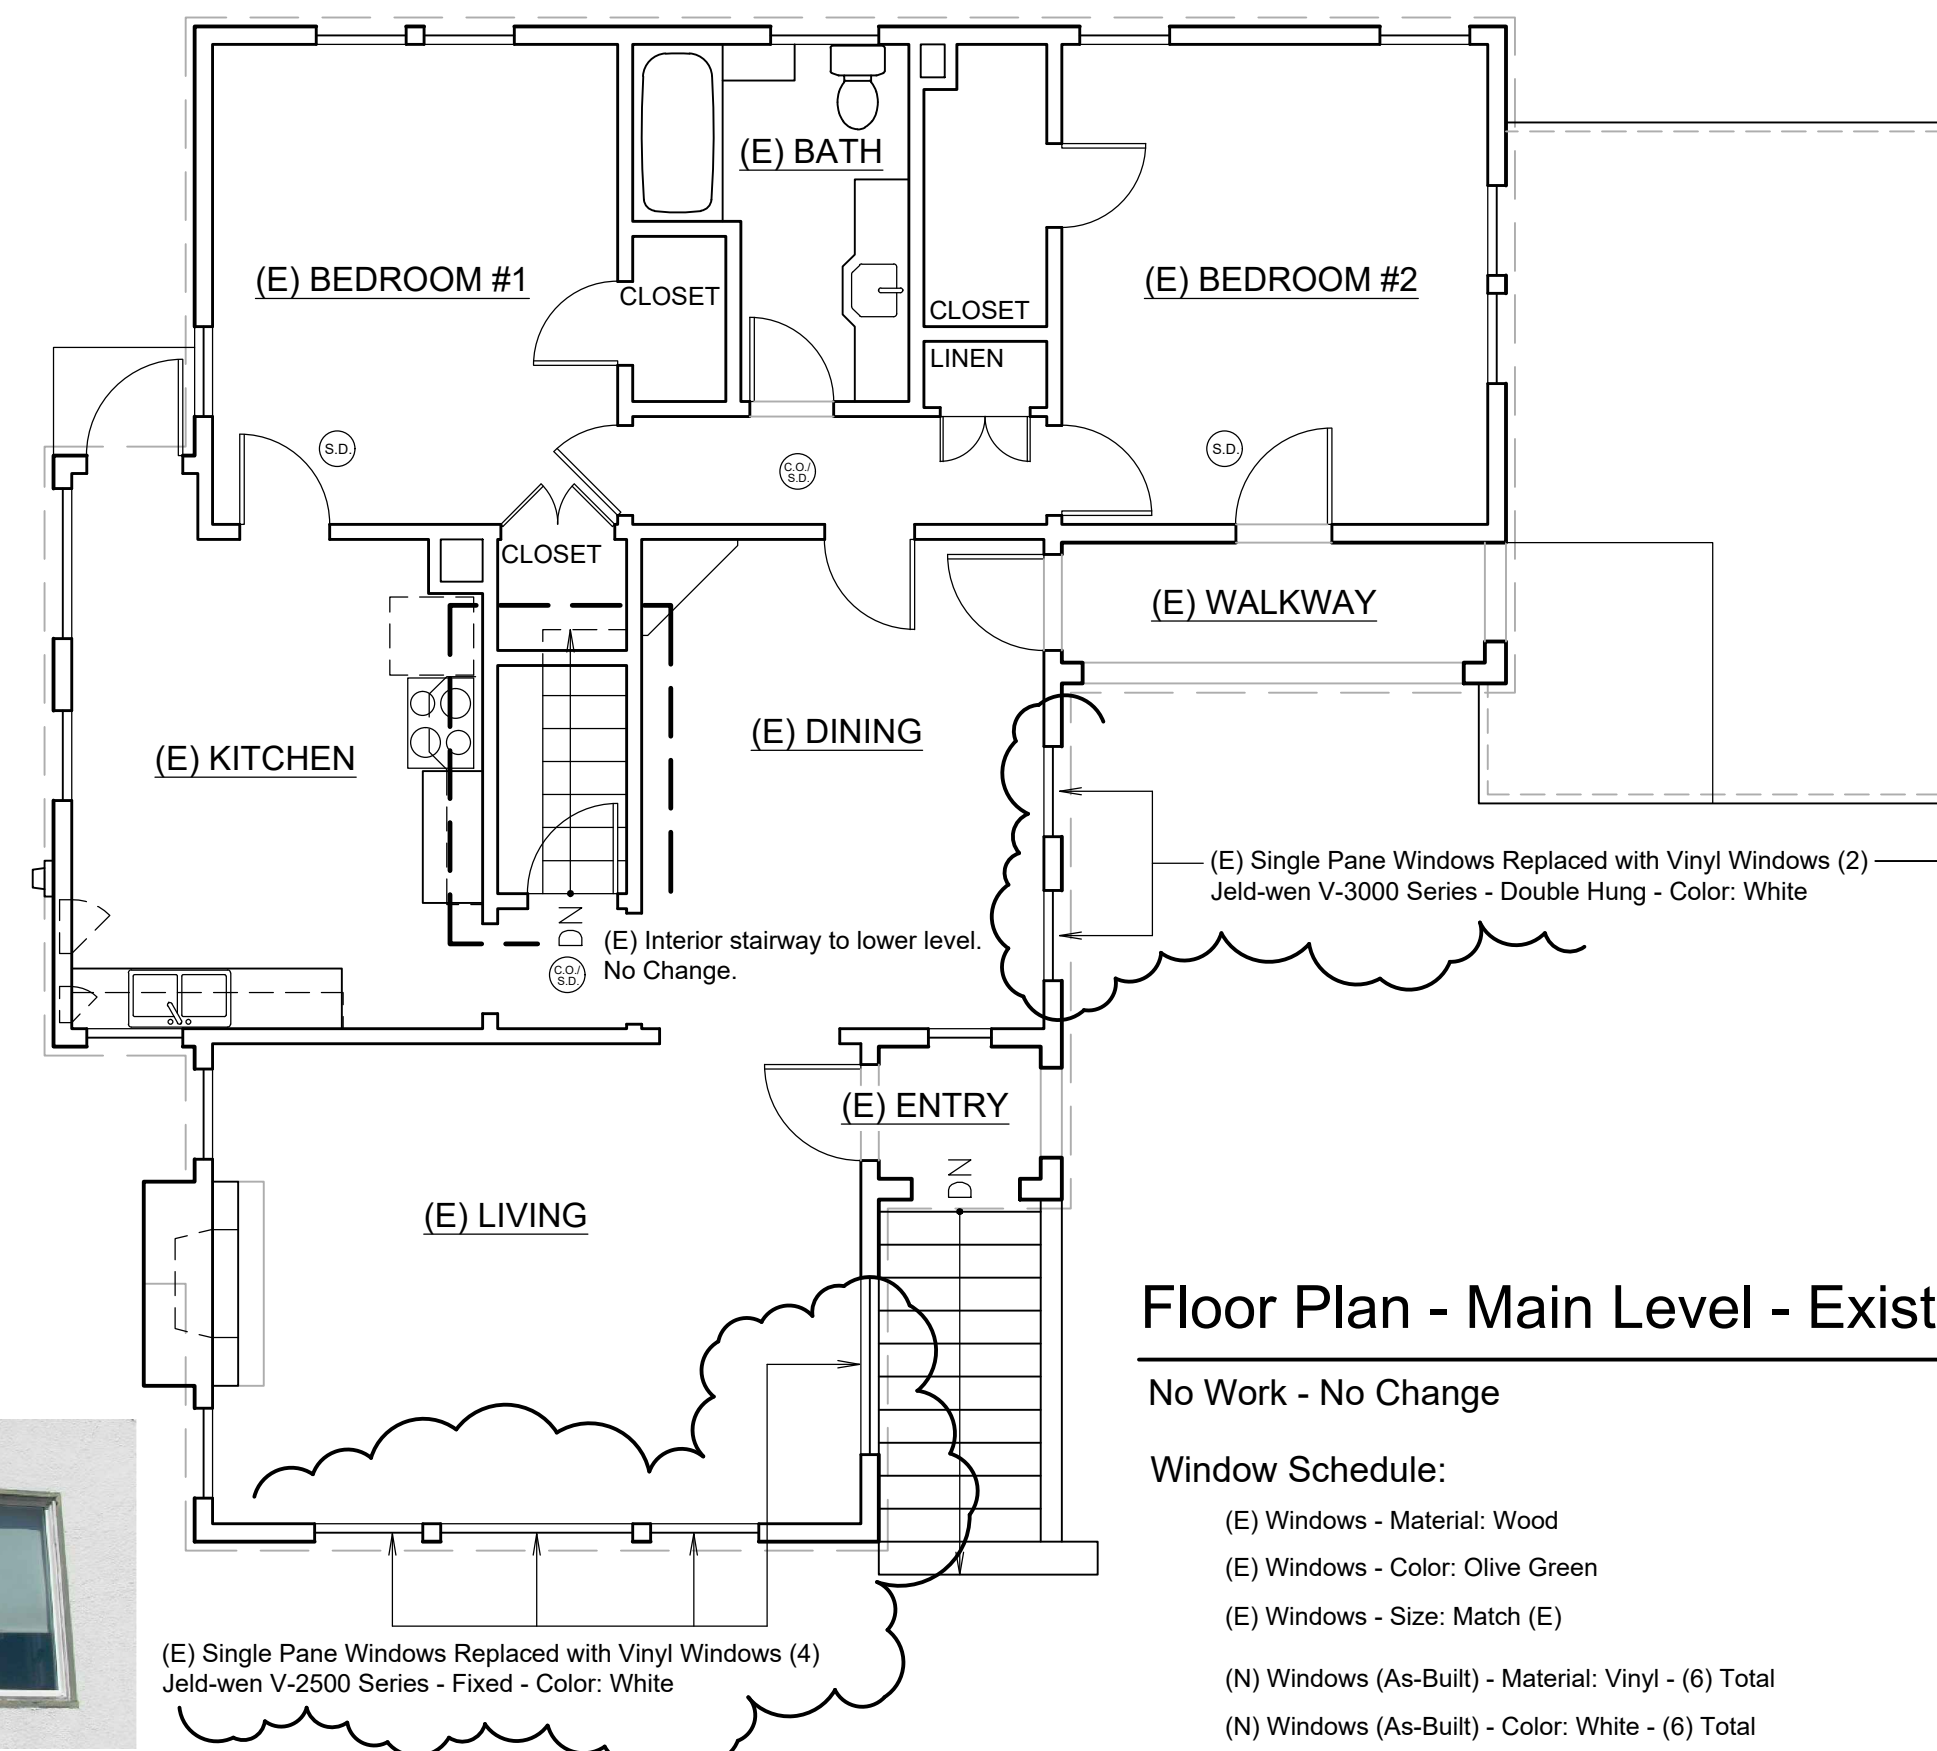 (E) BATH
(E) BEDROOM #1
CLOSET
(E) BEDROOM #2
CLOSET
LINEN
S.D.
C.O./
S.D.
S.D.
CLOSET
(E) WALKWAY
(E) DINING
(E) KITCHEN
(E) Single Pane Windows Replaced with Vinyl Windows (2)
Jeld-wen V-3000 Series - Double Hung - Color: White
DN
(E) Interior stairway to lower level.
No Change.
C.O./
S.D.
(E) ENTRY
DN
(E) LIVING
Floor Plan - Main Level - Exist
No Work - No Change
Window Schedule:
(E) Windows - Material: Wood
(E) Windows - Color: Olive Green
(E) Windows - Size: Match (E)
(N) Windows (As-Built) - Material: Vinyl - (6) Total
(N) Windows (As-Built) - Color: White - (6) Total
(E) Single Pane Windows Replaced with Vinyl Windows (4)
Jeld-wen V-2500 Series - Fixed - Color: White